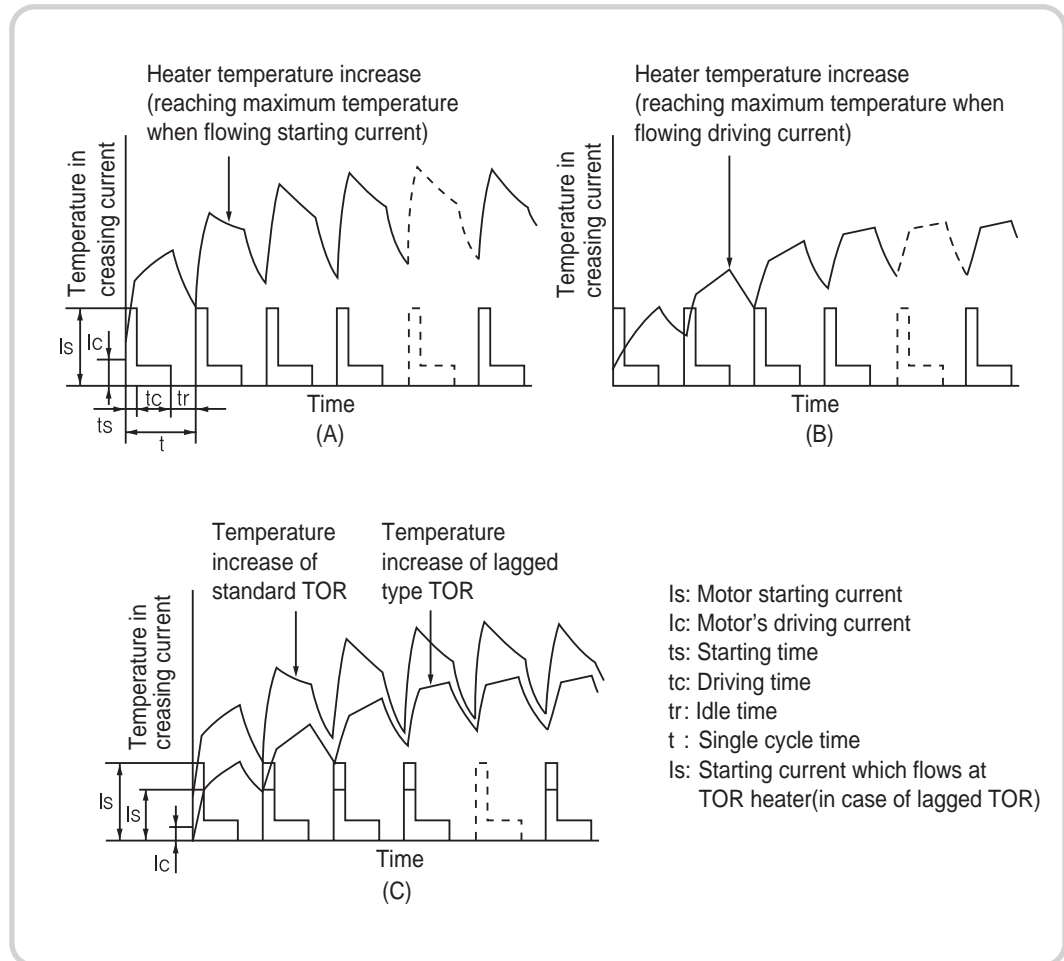 Heater temperature increase
(reaching maximum temperature
when flowing starting current)
Temperature in
creasing current
Is
Ic
ts
tc
tr
t
Time
(A)
Heater temperature increase
(reaching maximum temperature when
flowing driving current)
Temperature in
creasing current
Time
(B)
Temperature
increase of
standard TOR
Temperature
increase of lagged
type TOR
Temperature in
creasing current
Is
Is
Ic
Time
(C)
Is: Motor starting current
Ic: Motor's driving current
ts: Starting time
tc: Driving time
tr: Idle time
t : Single cycle time
Is: Starting current which flows at
TOR heater(in case of lagged TOR)